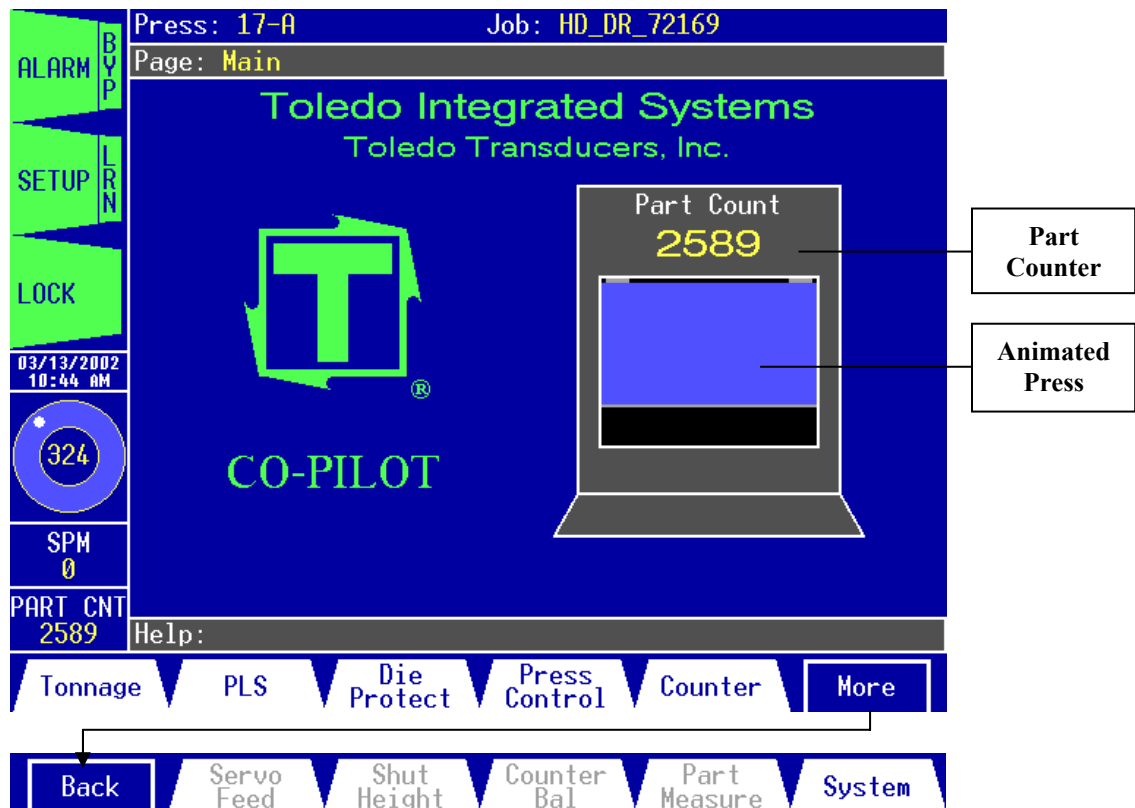 Press: 17-A Job: HD_DR_72169
Page: Main
ALARM BYP
SETUP LRN
LOCK
03/13/2002
10:44 AM
324
SPM
0
PART CNT
2589
Toledo Integrated Systems
Toledo Transducers, Inc.
T
®
CO-PILOT
Part Count
2589
Part
Counter
Animated
Press
Help:
Tonnage
PLS
Die
Protect
Press
Control
Counter
More
Back
Servo
Feed
Shut
Height
Counter
Bal
Part
Measure
System